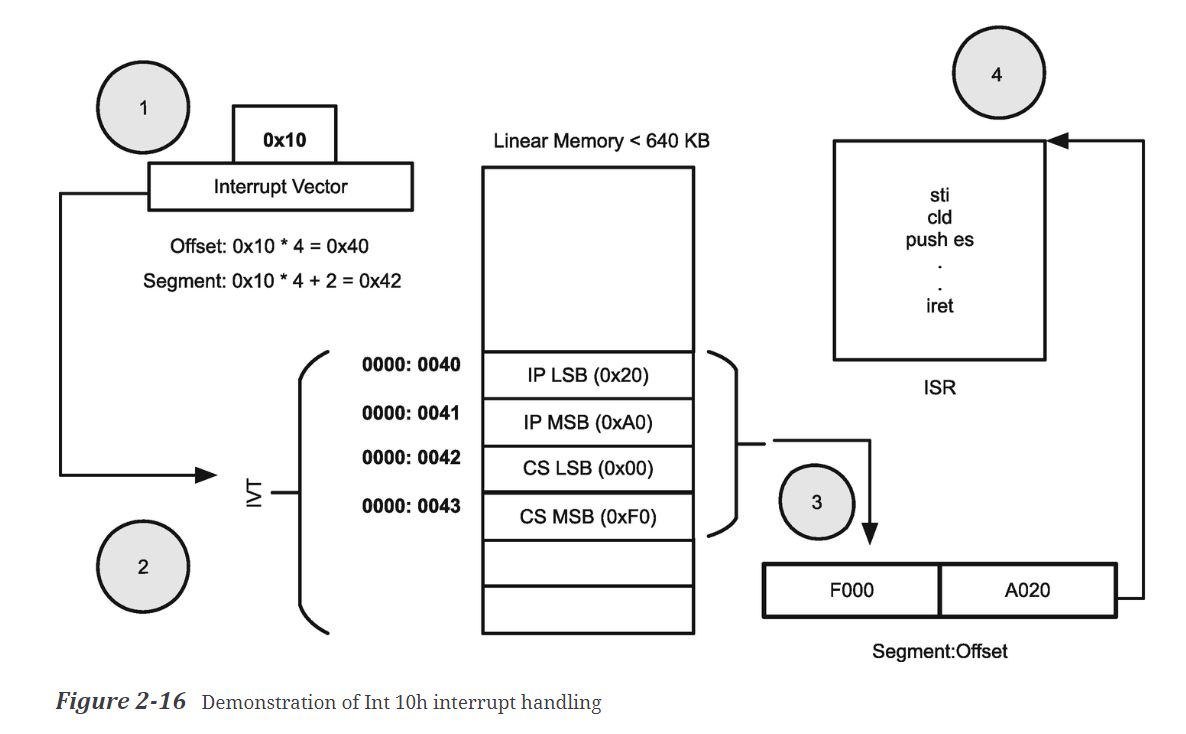 1
0x10
Interrupt Vector
Offset: 0x10 * 4 = 0x40
Segment: 0x10 * 4 + 2 = 0x42
Linear Memory < 640 KB
4
sti
cld
push es
.
.
iret
ISR
2
IVT
0000: 0040
IP LSB (0x20)
0000: 0041
IP MSB (0xA0)
0000: 0042
CS LSB (0x00)
0000: 0043
CS MSB (0xF0)
3
F000
A020
Segment:Offset
Figure 2-16 Demonstration of Int 10h interrupt handling